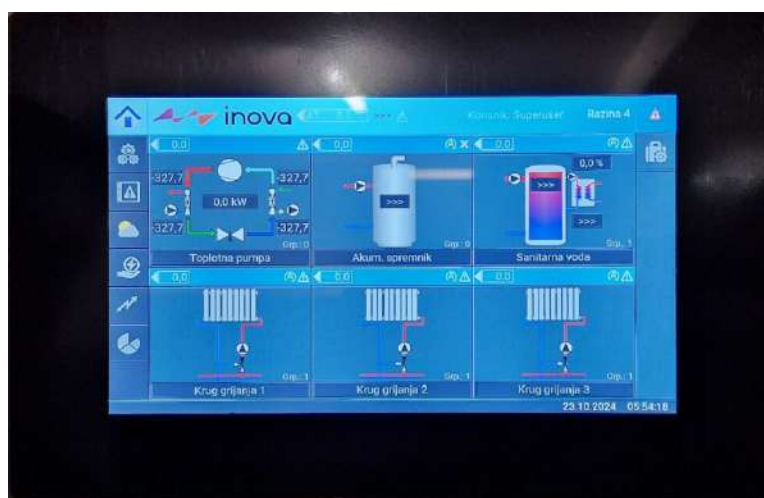 inova
Korisnik: Superuser Razina 4
0,0 0,0 0,0
0,0 %
-327,7 -327,7
0,0 kW >>> >>>
-327,7 -327,7 >>>
Grp.: 0 Grp.: 0 Grp.: 1
Toplotna pumpa Akum. spremnik Sanitarna voda
0,0 0,0 0,0
Grp.: 1 Grp.: 1 Grp.: 1
Krug grijanja 1 Krug grijanja 2 Krug grijanja 3
23.10.2024 05:54:18